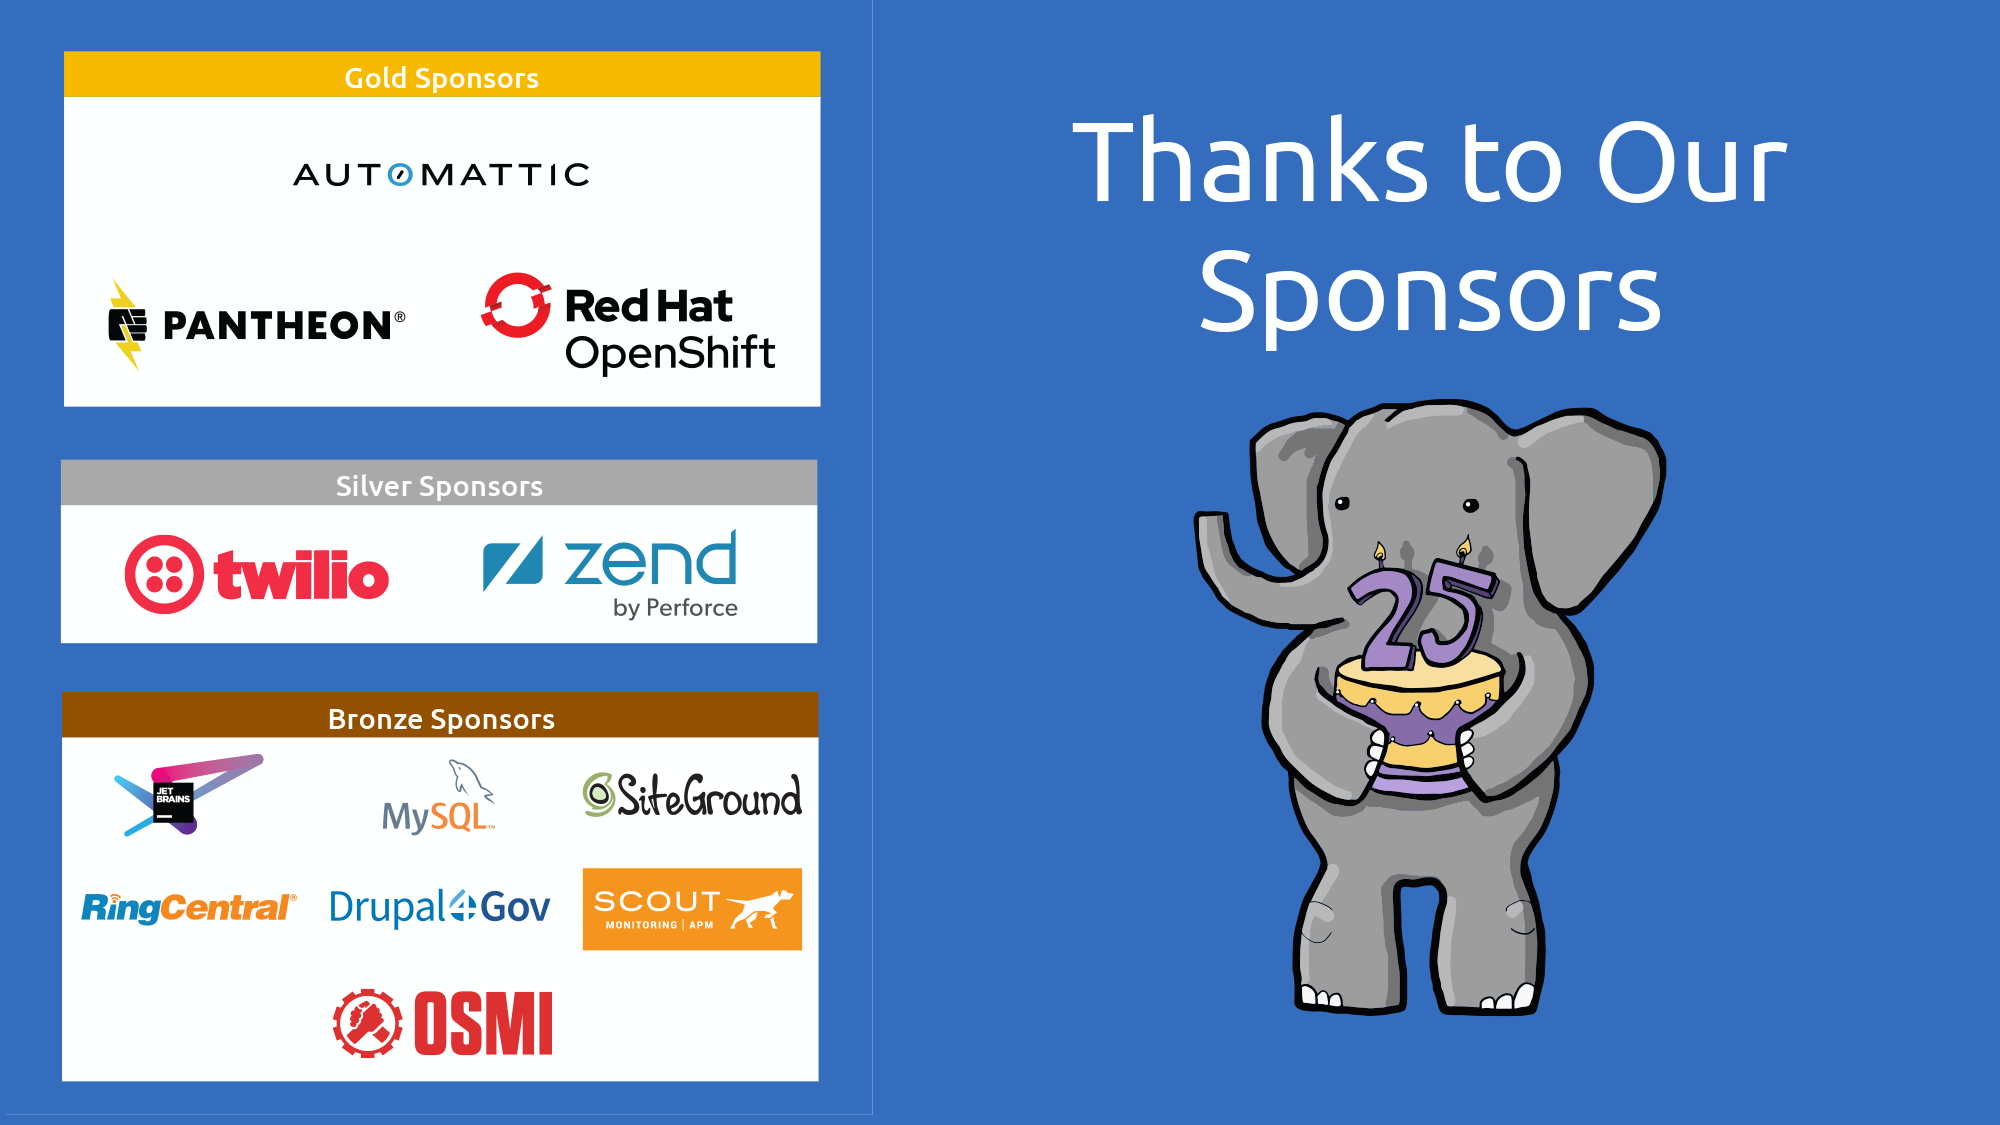 Gold Sponsors
AUTOMATTIC
PANTHEON®
Red Hat
OpenShift
Silver Sponsors
twilio
zend
by Perforce
Bronze Sponsors
JET
BRAINS
MySQL™
SiteGround
RingCentral®
Drupal4Gov
SCOUT
MONITORING | APM
OSMI
Thanks to Our
Sponsors
25